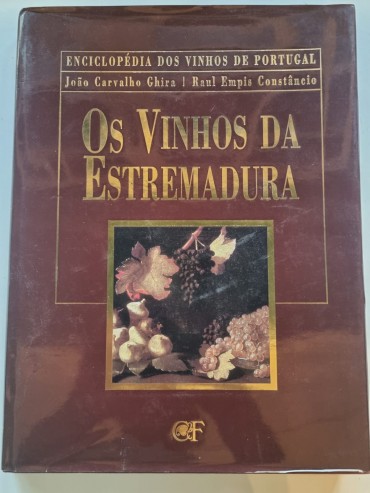 ENCICLOPÉDIA DOS VINHOS DE PORTUGAL
João Carvalho Ghira | Raul Empis Constâncio
OS VINHOS DA
ESTREMADURA
C&F